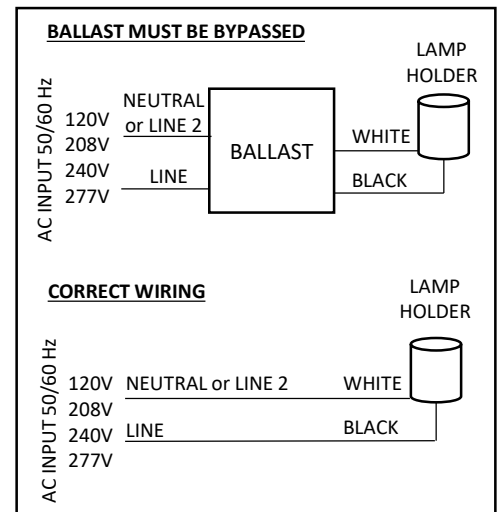 BALLAST MUST BE BYPASSED
LAMP
HOLDER
AC INPUT 50/60 Hz
120V
208V
240V
277V
NEUTRAL
or LINE 2
LINE
BALLAST
WHITE
BLACK
CORRECT WIRING
LAMP
HOLDER
AC INPUT 50/60 Hz
120V
208V
240V
277V
NEUTRAL or LINE 2
LINE
WHITE
BLACK